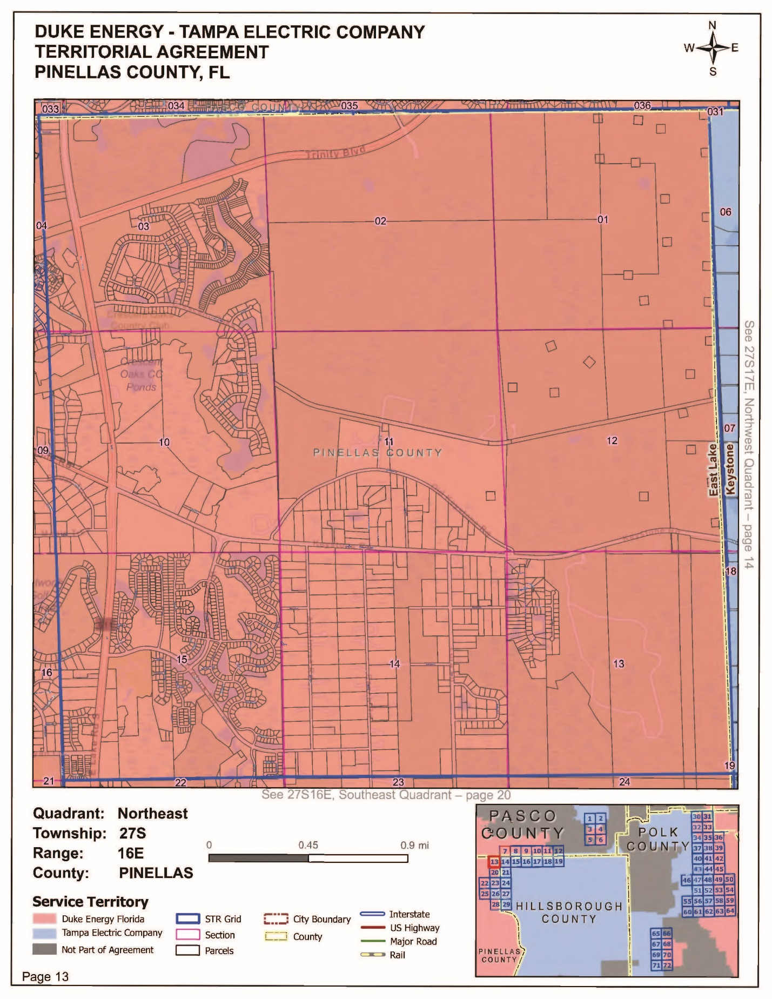 DUKE ENERGY - TAMPA ELECTRIC COMPANY
TERRITORIAL AGREEMENT
PINELLAS COUNTY, FL
N
W E
S
033 034 PASCO COUNTY 035 036 031
Trinity Blvd
04 03 02 01 06
Crescent Oaks
Country Club
Crescent
Oaks CC
Ponds
See 27S17E, Northwest Quadrant – page 14
09 10 11 12 07
PINELLAS COUNTY
East Lake
Keystone
Keystone Rd
18
16 15 14 13
E Lake Rd S
19
21 22 23 24
See 27S16E, Southeast Quadrant – page 20
Quadrant: Northeast
Township: 27S
Range: 16E
County: PINELLAS
0 0.45 0.9 mi
Service Territory
Duke Energy Florida
Tampa Electric Company
Not Part of Agreement
STR Grid
Section
Parcels
City Boundary
County
Interstate
US Highway
Major Road
Rail
PASCO
COUNTY
POLK
COUNTY
HILLSBOROUGH
COUNTY
PINELLAS
COUNTY
1 2
3 4
5 6
7 8 9 10 11 12
13 14 15 16 17 18 19
20 21
22 23 24
25 26 27
28 29
30 31
32 33
34 35 36
37 38 39
40 41 42
43 44 45
46 47 48 49 50
51 52 53 54
55 56 57 58 59
60 61 62 63 64
65 66
67 68
69 70
71 72
Page 13